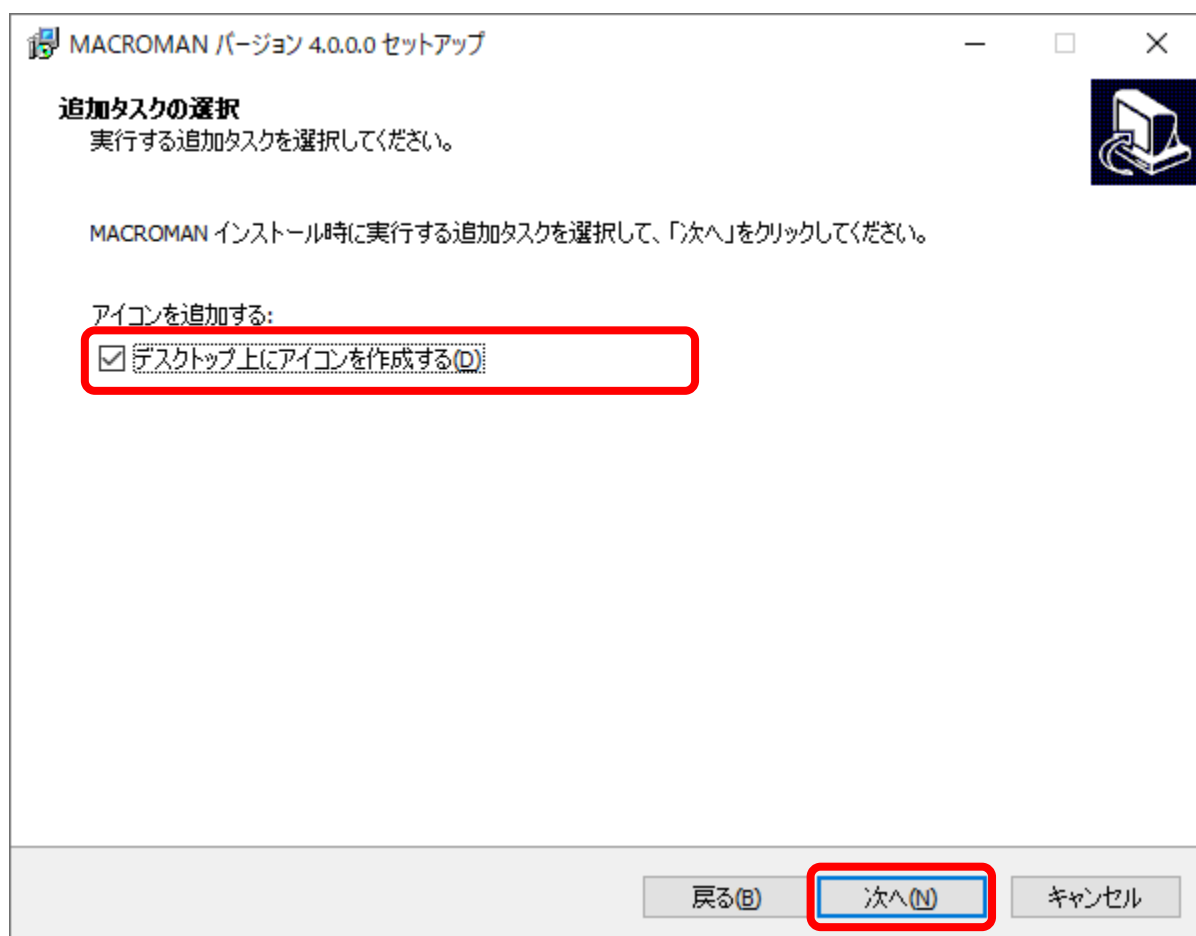 MACROMAN バージョン 4.0.0.0 セットアップ
追加タスクの選択
実行する追加タスクを選択してください。
MACROMAN インストール時に実行する追加タスクを選択して、「次へ」をクリックしてください。
アイコンを追加する:
デスクトップ上にアイコンを作成する(D)
戻る(B)
次へ(N)
キャンセル